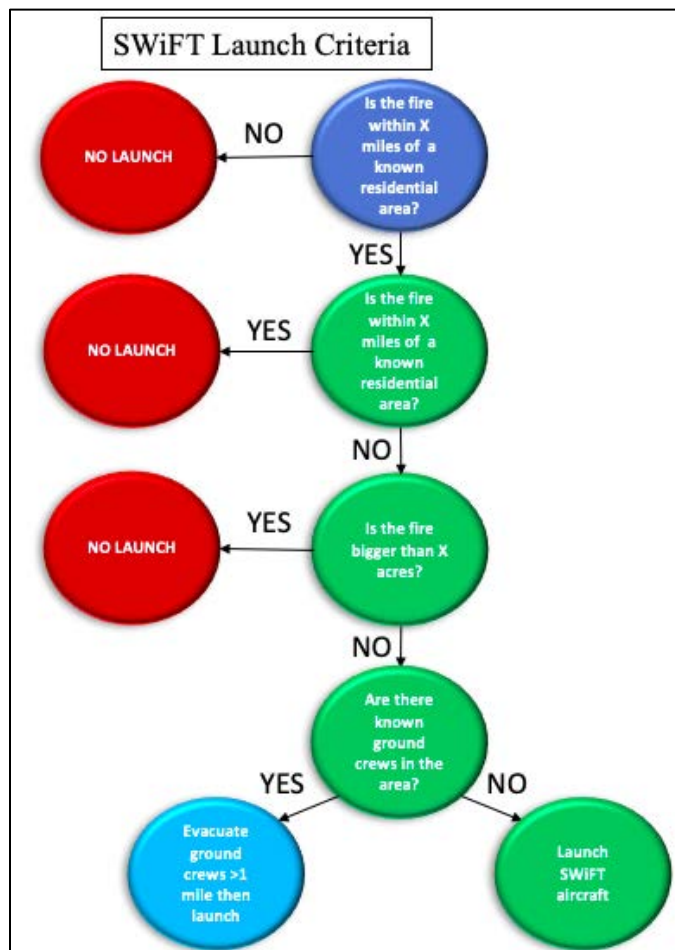 SWiFT Launch Criteria
Is the fire
within X
miles of a
known
residential
area?
NO
NO LAUNCH
YES
Is the fire
within X
miles of a
known
residential
area?
YES
NO LAUNCH
NO
Is the fire
bigger than X
acres?
YES
NO LAUNCH
NO
Are there
known
ground
crews in the
area?
YES
NO
Evacuate
ground
crews >1
mile then
launch
Launch
SWiFT
aircraft